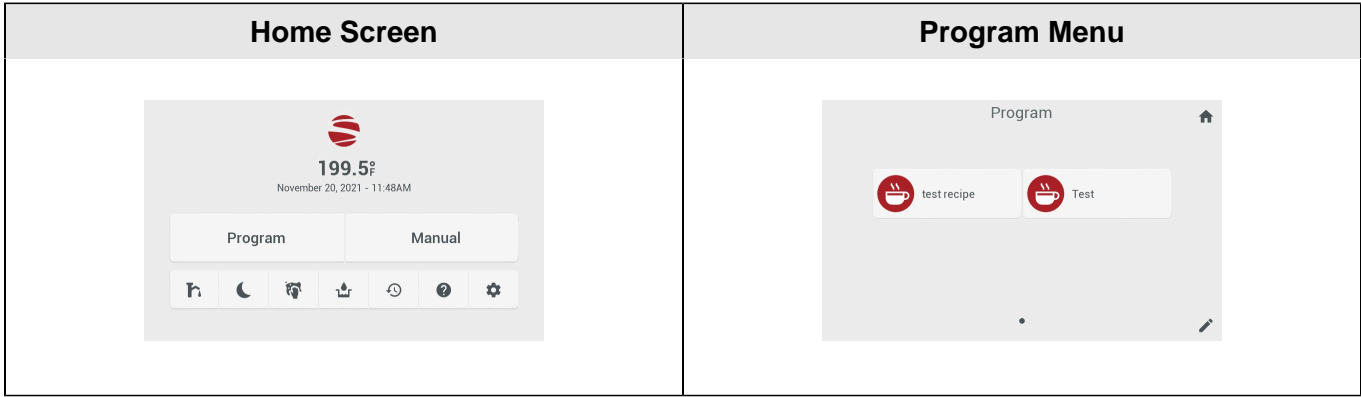 Home Screen
Program Menu
199.5°F
November 20, 2021 - 11:48AM
Program
Manual
Program
test recipe
Test